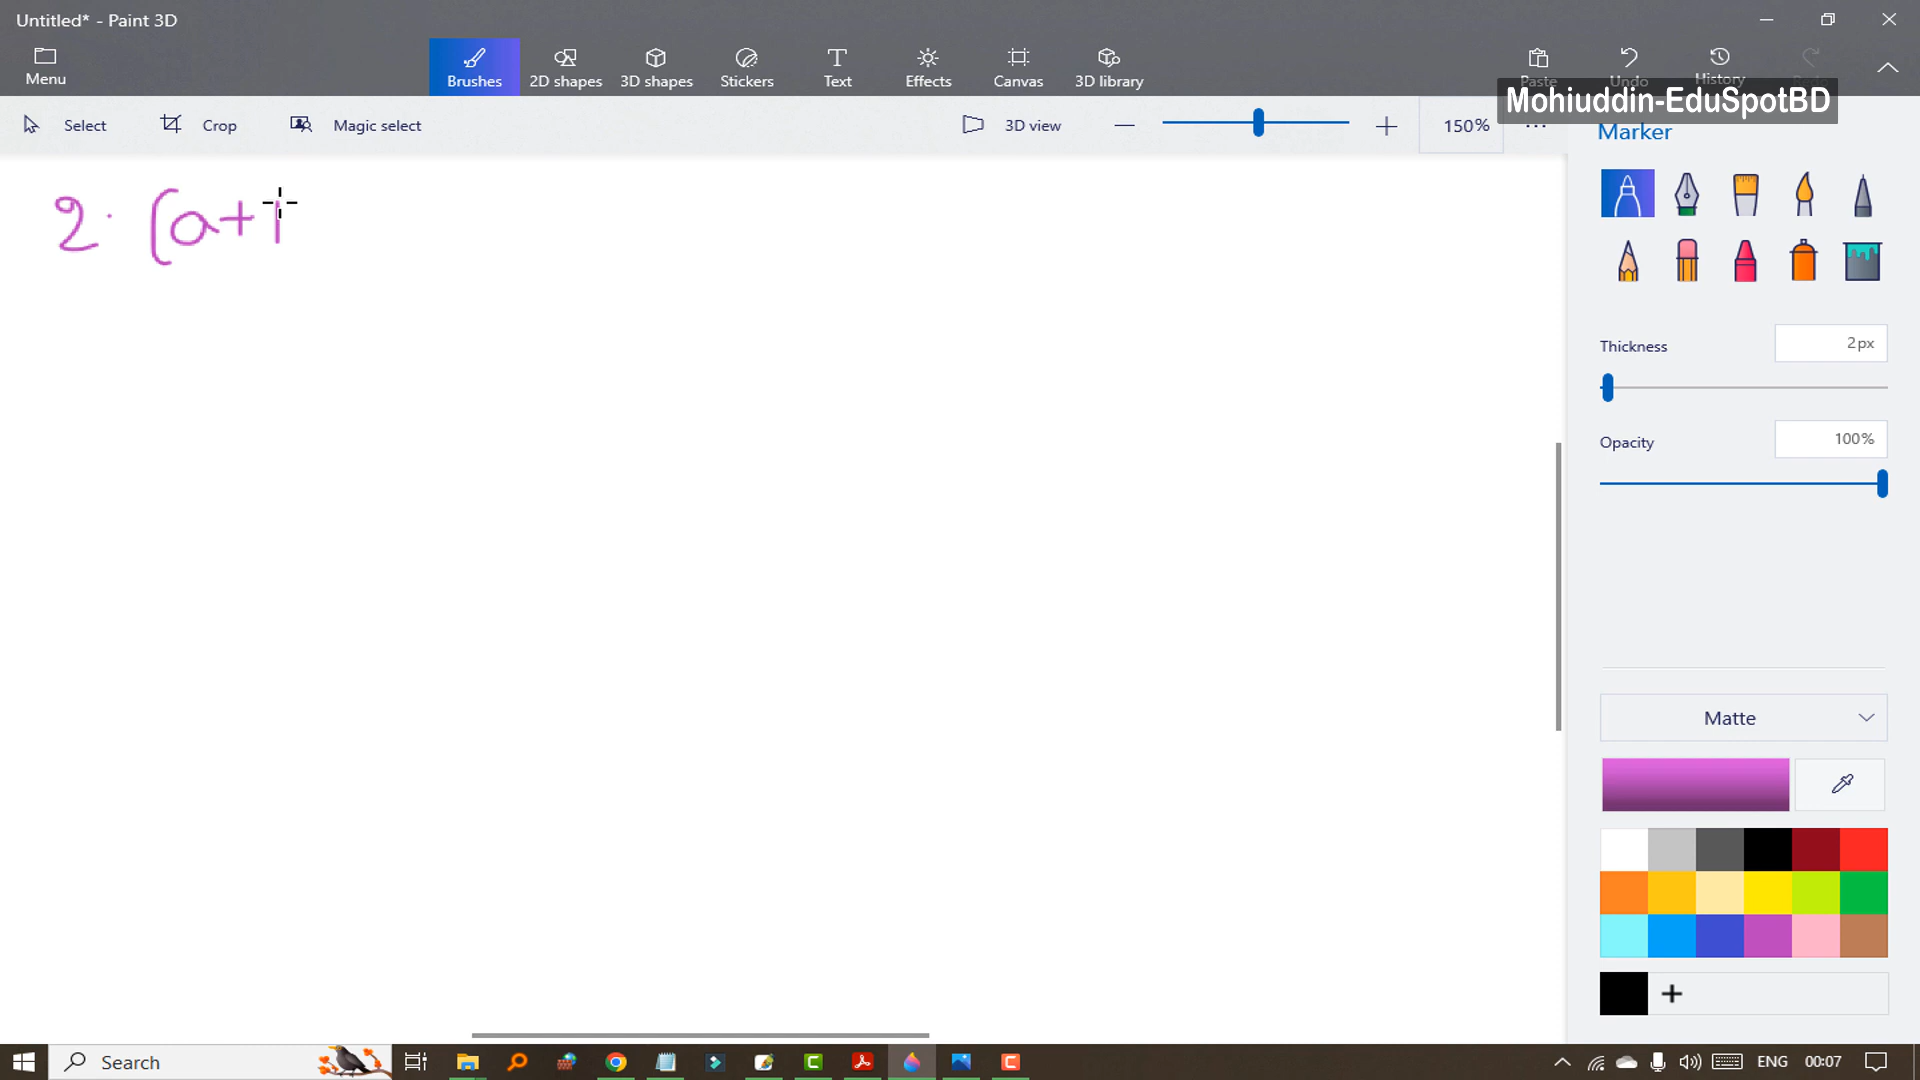 Untitled* - Paint 3D
Menu
Brushes
2D shapes
3D shapes
Stickers
Text
Effects
Canvas
3D library
Paste
Undo
History
Redo
Mohiuddin-EduSpotBD
Select
Crop
Magic select
3D view
150%
Marker
2. (a+
Thickness
2px
Opacity
100%
Matte
Search
ENG
00:07